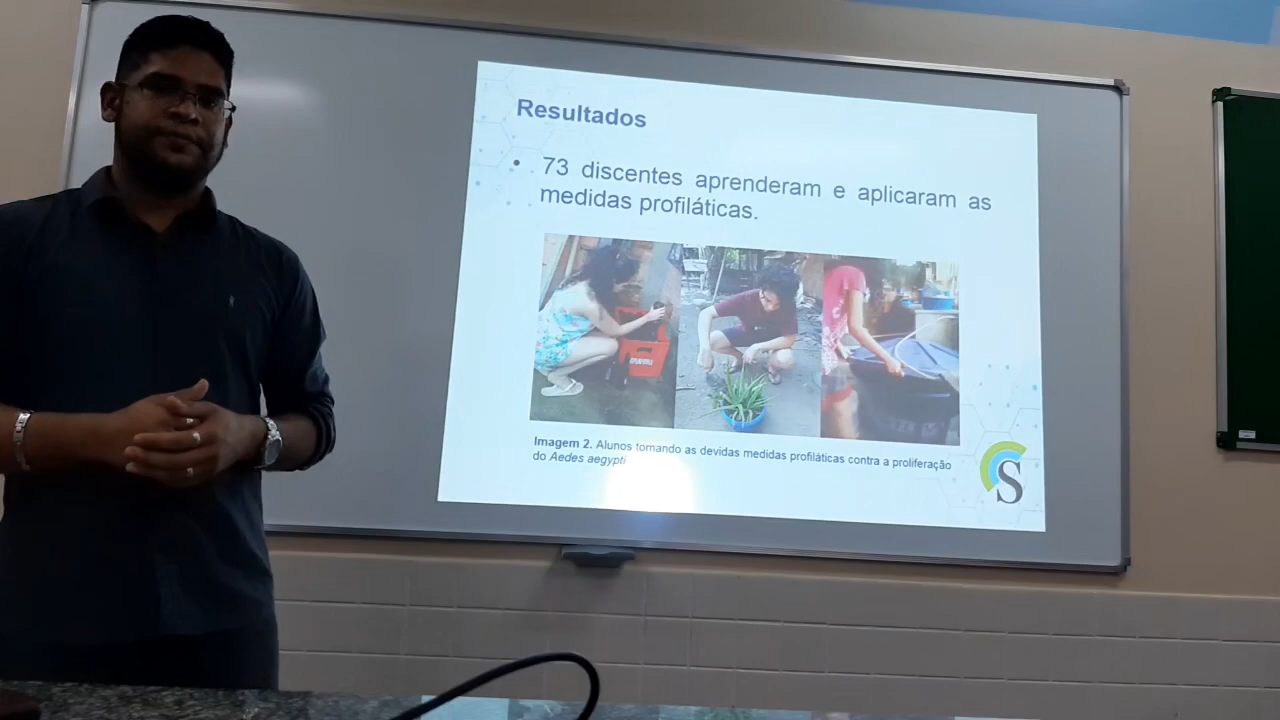 Resultados
• 73 discentes aprenderam e aplicaram as
medidas profiláticas.
Imagem 2. Alunos tomando as devidas medidas profiláticas contra a proliferação
do Aedes aegypti
S